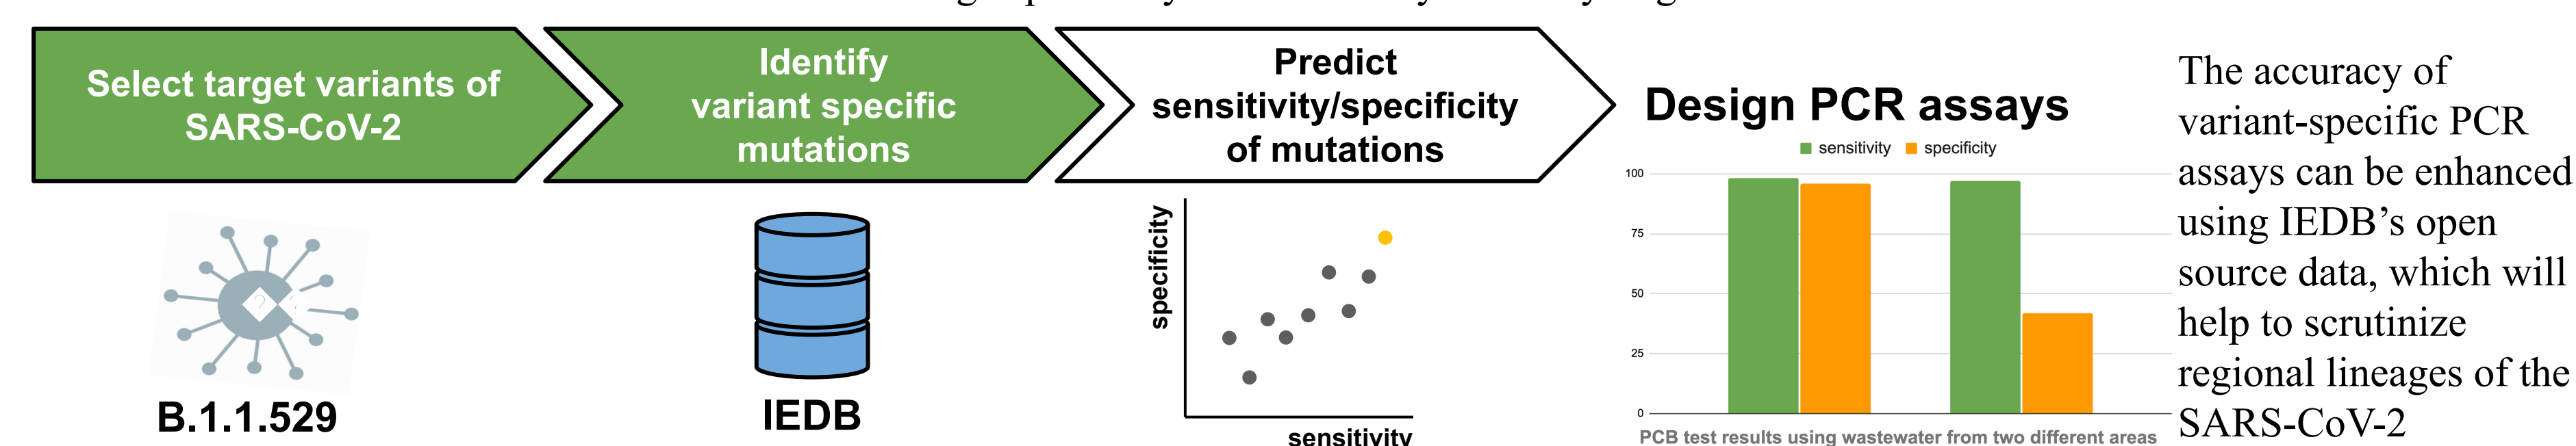 Select target variants of
SARS-CoV-2
Identify
variant specific
mutations
Predict
sensitivity/specificity
of mutations
Design PCR assays
sensitivity specificity
100
75
50
25
0
PCB test results using wastewater from two different areas
B.1.1.529
IEDB
specificity
sensitivity
The accuracy of
variant-specific PCR
assays can be enhanced
using IEDB’s open
source data, which will
help to scrutinize
regional lineages of the
SARS-CoV-2